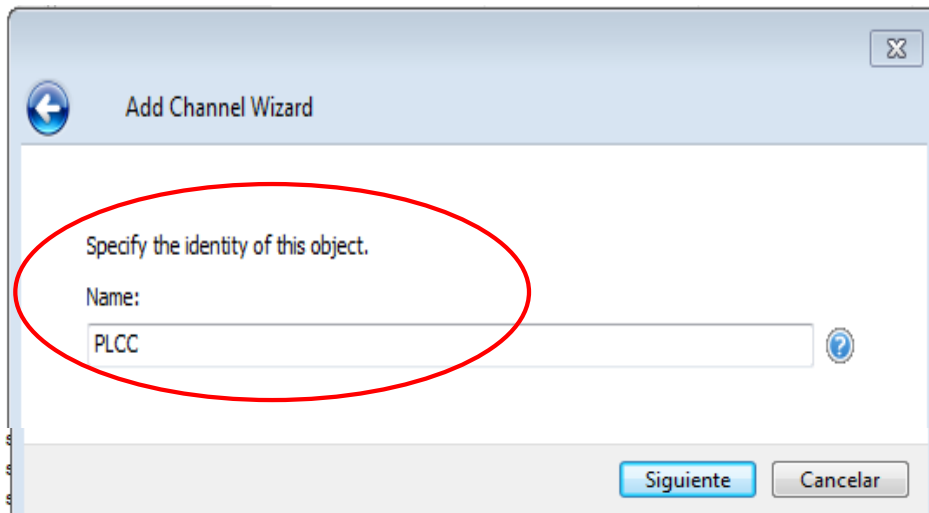 Add Channel Wizard
Specify the identity of this object.
Name:
PLCC
Siguiente Cancelar